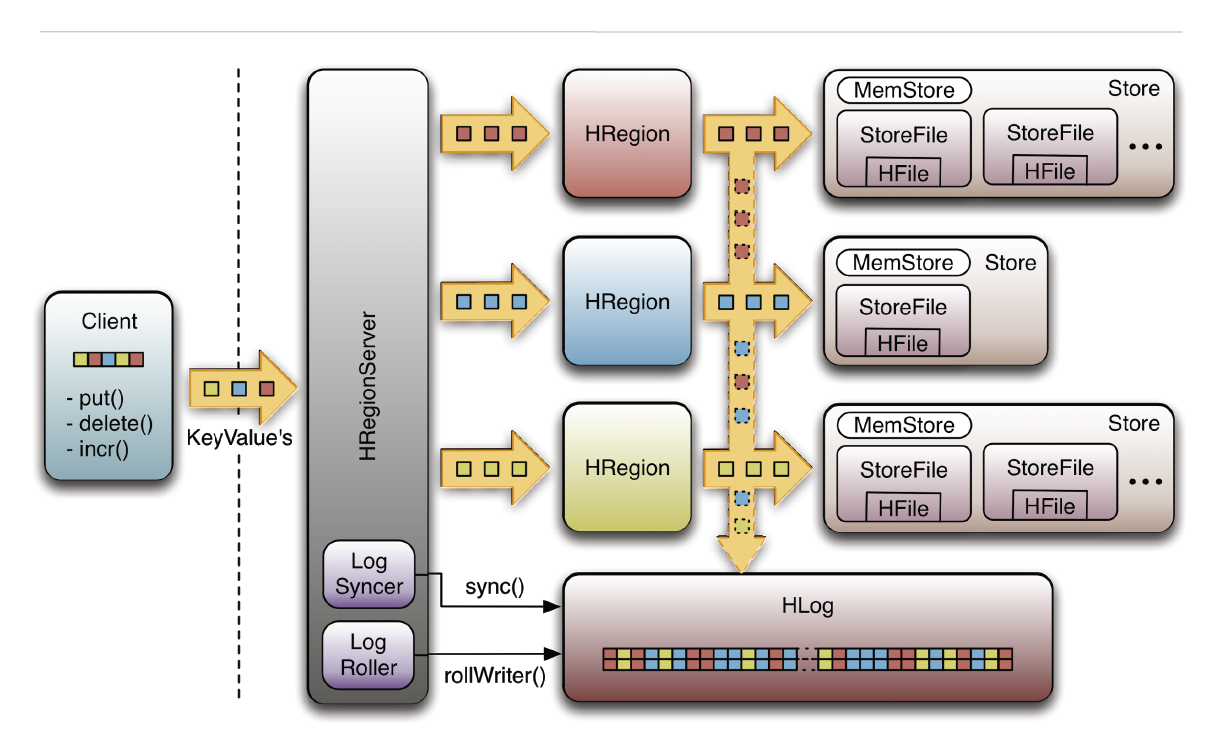 Client
- put()
- delete()
- incr()
KeyValue's
HRegionServer
Log
Syncer
Log
Roller
sync()
rollWriter()
HRegion
MemStore
Store
StoreFile
HFile
StoreFile
HFile
...
HRegion
MemStore
Store
StoreFile
HFile
HRegion
MemStore
Store
StoreFile
HFile
StoreFile
HFile
...
HLog